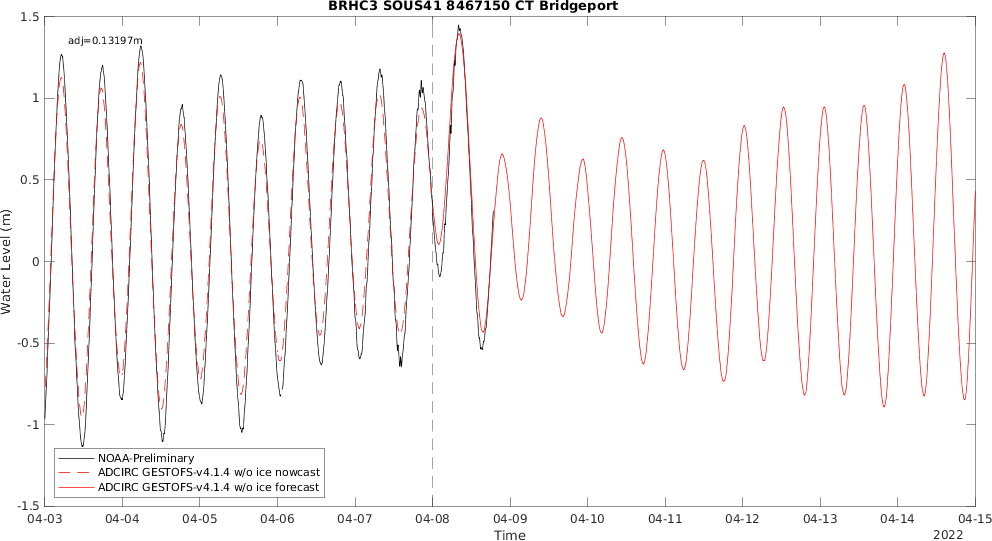 BRHC3 SOUS41 8467150 CT Bridgeport
adj=0.13197m
1.5
1
0.5
0
-0.5
-1
-1.5
Water Level (m)
NOAA-Preliminary
ADCIRC GESTOFS-v4.1.4 w/o ice nowcast
ADCIRC GESTOFS-v4.1.4 w/o ice forecast
04-03 04-04 04-05 04-06 04-07 04-08 04-09 04-10 04-11 04-12 04-13 04-14 04-15
Time
2022